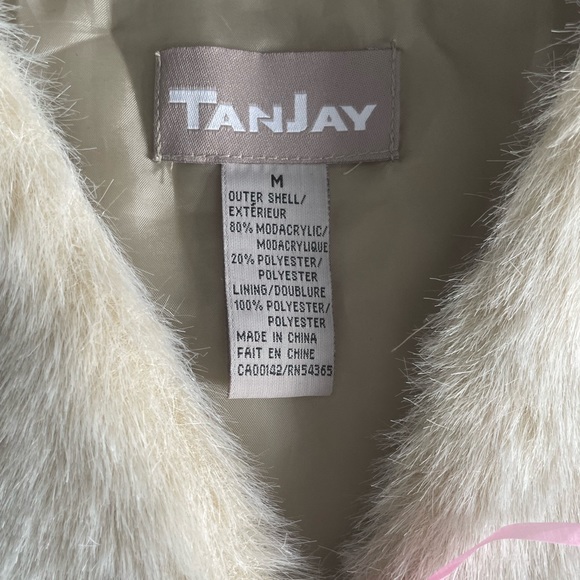 TANJAY
M
OUTER SHELL/
EXTÉRIEUR
80% MODACRYLIC/
MODACRYLIQUE
20% POLYESTER/
POLYESTER
LINING/DOUBLURE
100% POLYESTER/
POLYESTER
MADE IN CHINA
FAIT EN CHINE
CA00142/RN54365